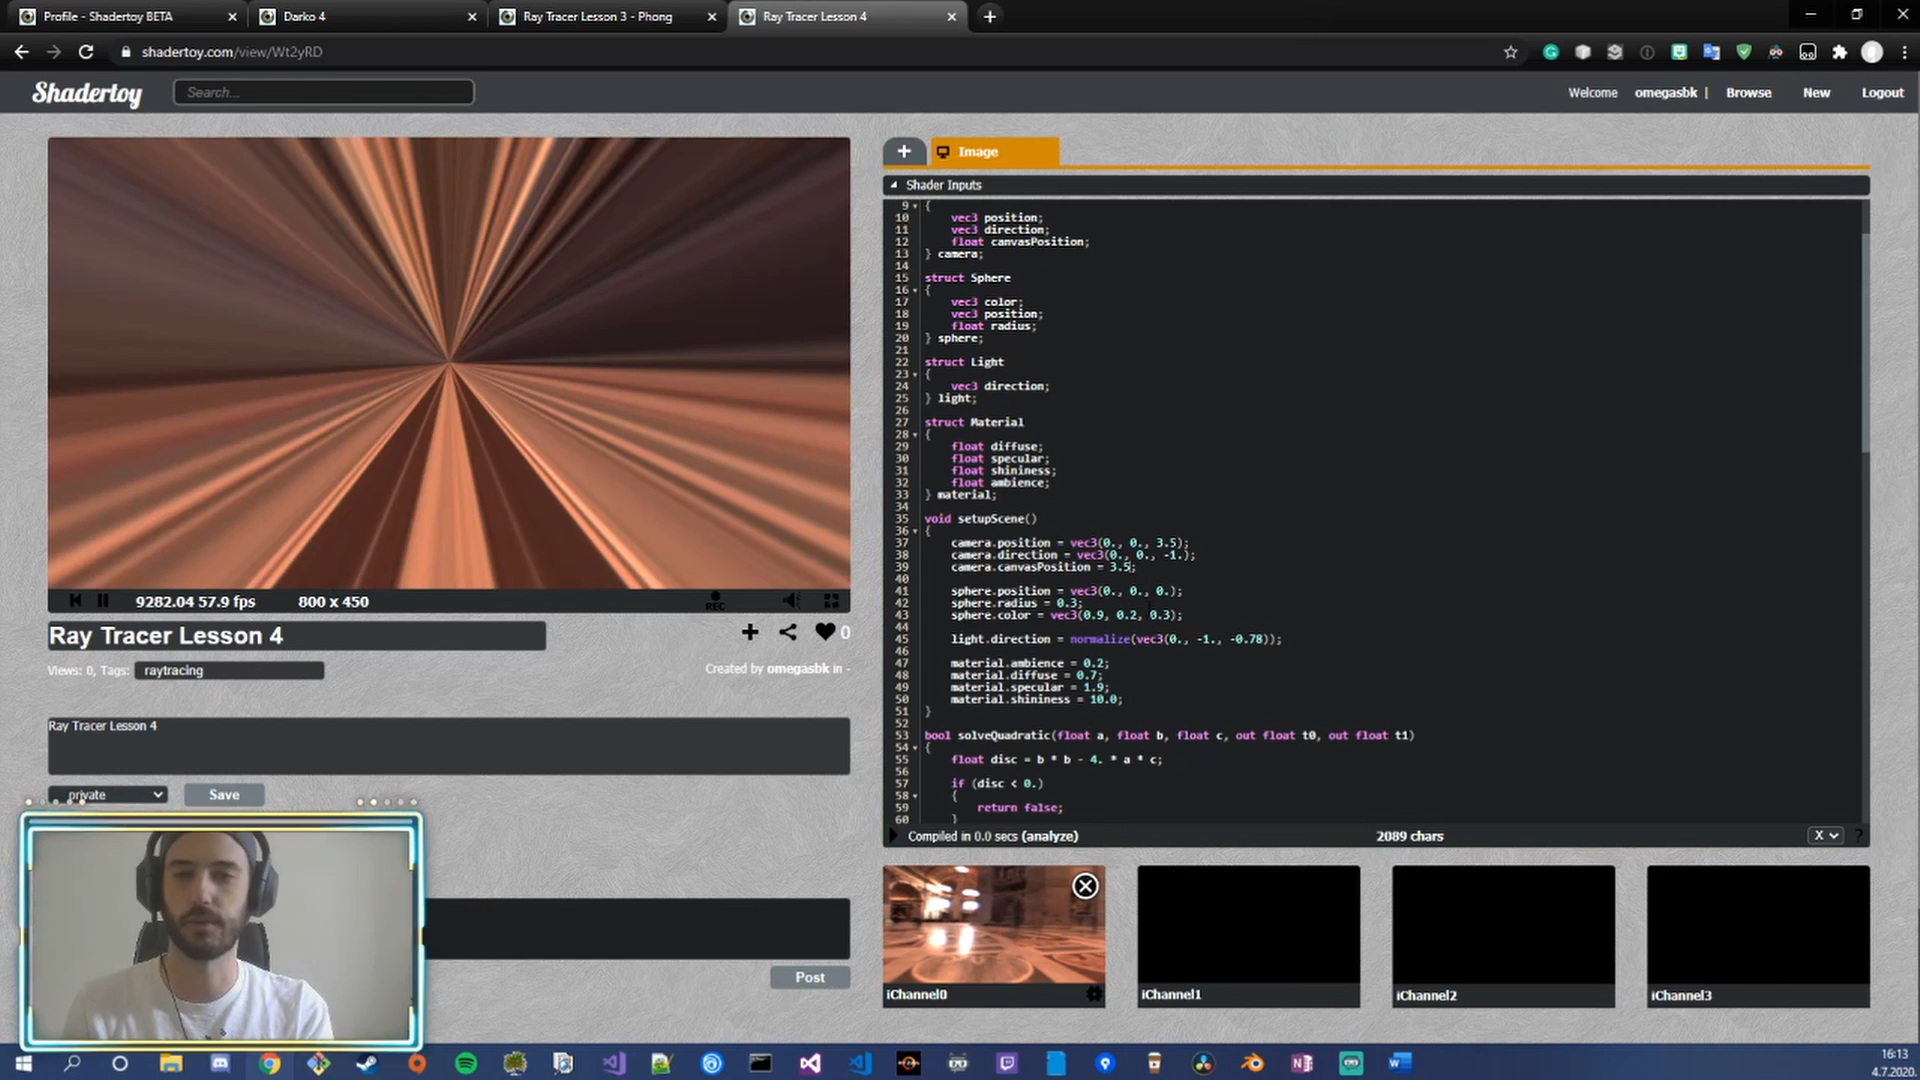 Profile - Shadertoy BETA
Darko 4
Ray Tracer Lesson 3 - Phong
Ray Tracer Lesson 4
shadertoy.com/view/Wt2yRD
Shadertoy
Search...
Welcome omegasbk | Browse New Logout
Image
Shader Inputs
9 {
10 vec3 position;
11 vec3 direction;
12 float canvasPosition;
13 } camera;
14
15 struct Sphere
16 {
17 vec3 color;
18 vec3 position;
19 float radius;
20 } sphere;
21
22 struct Light
23 {
24 vec3 direction;
25 } light;
26
27 struct Material
28 {
29 float diffuse;
30 float specular;
31 float shininess;
32 float ambience;
33 } material;
34
35 void setupScene()
36 {
37 camera.position = vec3(0., 0., 3.5);
38 camera.direction = vec3(0., 0., -1.);
39 camera.canvasPosition = 3.5;
40
41 sphere.position = vec3(0., 0., 0.);
42 sphere.radius = 0.3;
43 sphere.color = vec3(0.9, 0.2, 0.3);
44
45 light.direction = normalize(vec3(0., -1., -0.78));
46
47 material.ambience = 0.2;
48 material.diffuse = 0.7;
49 material.specular = 1.9;
50 material.shininess = 10.0;
51 }
52
53 bool solveQuadratic(float a, float b, float c, out float t0, out float t1)
54 {
55 float disc = b * b - 4. * a * c;
56
57 if (disc < 0.)
58 {
59 return false;
60 }
Compiled in 0.0 secs (analyze)
2089 chars
X
?
9282.04 57.9 fps
800 x 450
REC
Ray Tracer Lesson 4
0
Views: 0, Tags: raytracing
Created by omegasbk in -
Ray Tracer Lesson 4
private
Save
Post
iChannel0
iChannel1
iChannel2
iChannel3
16:13
4.7.2020.